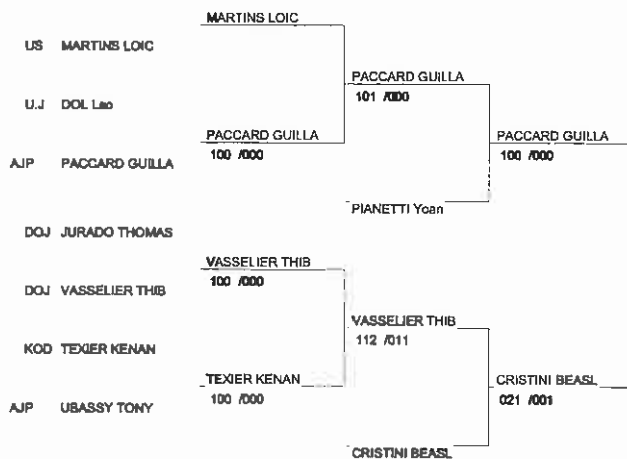 MARTINS LOIC
US MARTINS LOIC
PACCARD GUILLA
101 /000
U.J DOL Leo
PACCARD GUILLA
100 /000
PACCARD GUILLA
100 /000
AJP PACCARD GUILLA
PIANETTI Yoan
DOJ JURADO THOMAS
VASSELIER THIB
100 /000
DOJ VASSELIER THIB
VASSELIER THIB
112 /011
KOD TEXIER KENAN
TEXIER KENAN
100 /000
CRISTINI BEASL
021 /001
AJP UBASSY TONY
CRISTINI BEASL